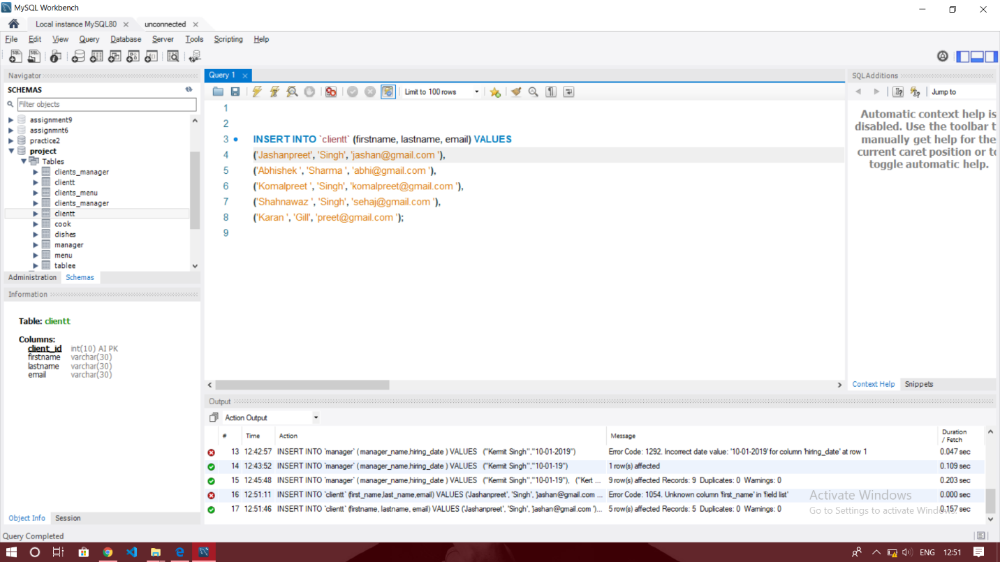 MySQL Workbench
Local instance MySQL80
unconnected
File Edit View Query Database Server Tools Scripting Help
Navigator
SCHEMAS
Filter objects
assignment9
assignmnt6
practice2
project
Tables
clients_manager
clientt
clients_menu
clients_manager
clientt
cook
dishes
manager
menu
tablee
Administration Schemas
Information
Table: clientt
Columns:
client_id int(10) AI PK
firstname varchar(30)
lastname varchar(30)
email varchar(30)
Object Info Session
Query 1
Limit to 100 rows
1
2
3 INSERT INTO `clientt` (firstname, lastname, email) VALUES
4 ('Jashanpreet', 'Singh', 'jashan@gmail.com '),
5 ('Abhishek ', 'Sharma ', 'abhi@gmail.com '),
6 ('Komalpreet ', 'Singh', 'komalpreet@gmail.com '),
7 ('Shahnawaz ', 'Singh', 'sehaj@gmail.com '),
8 ('Karan ', 'Gill', 'preet@gmail.com ');
9
SQLAdditions
Jump to
Automatic context help is
disabled. Use the toolbar t
manually get help for the
current caret position or to
toggle automatic help.
Context Help Snippets
Output
Action Output
# Time Action Message Duration / Fetch
13 12:42:57 INSERT INTO `manager` ( manager_name,hiring_date ) VALUES ("Kermit Singh","10-01-2019") Error Code: 1292. Incorrect date value: '10-01-2019' for column 'hiring_date' at row 1 0.047 sec
14 12:43:52 INSERT INTO `manager` ( manager_name,hiring_date ) VALUES ("Kermit Singh","10-01-19") 1 row(s) affected 0.109 sec
15 12:45:48 INSERT INTO `manager` ( manager_name,hiring_date ) VALUES ("Kermit Singh","10-01-19"), ("Kert ... 9 row(s) affected Records: 9 Duplicates: 0 Warnings: 0 0.203 sec
16 12:51:11 INSERT INTO `clientt` (first_name,last_name,email) VALUES ('Jashanpreet', 'Singh', 'jashan@gmail.com ... Error Code: 1054. Unknown column 'first_name' in 'field list' 0.000 sec
17 12:51:46 INSERT INTO `clientt` (firstname, lastname, email) VALUES ('Jashanpreet', 'Singh', 'jashan@gmail.com ')... 5 row(s) affected Records: 5 Duplicates: 0 Warnings: 0 0.157 sec
Activate Windows
Go to Settings to activate Windows.
Query Completed
ENG 12:51